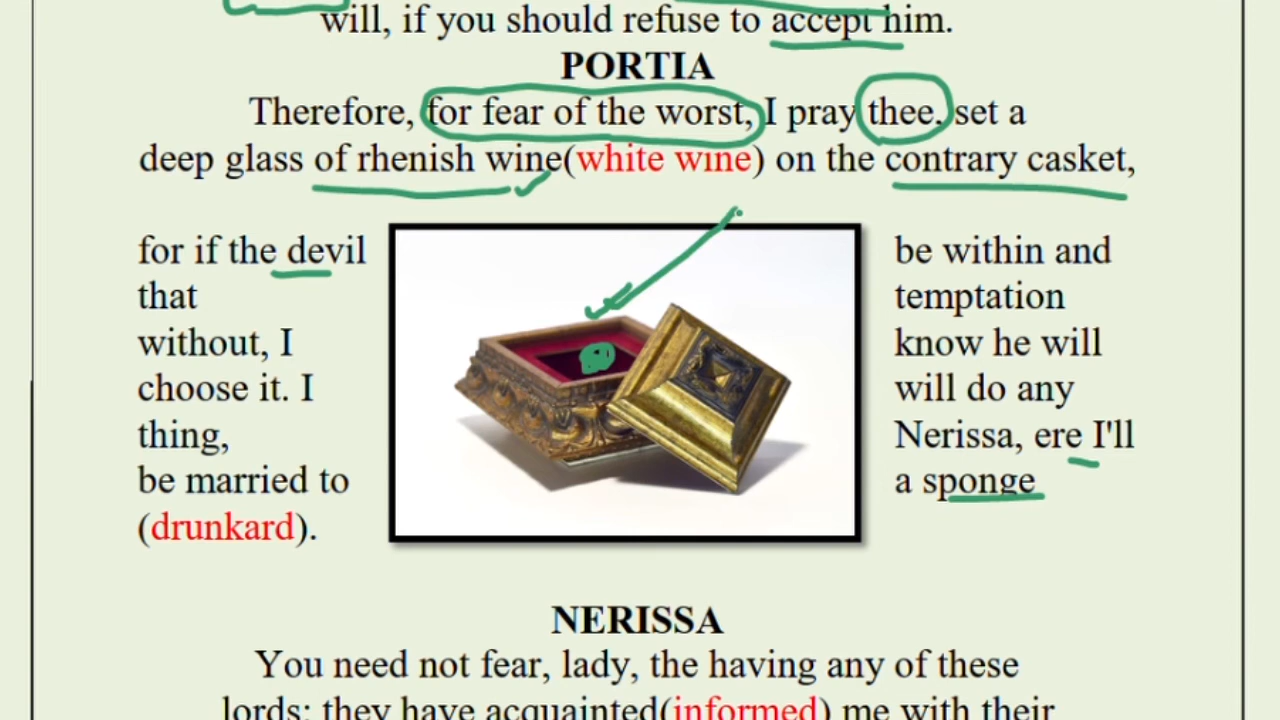 will, if you should refuse to accept him.
PORTIA
Therefore, for fear of the worst, I pray thee, set a
deep glass of rhenish wine(white wine) on the contrary casket,
for if the devil be within and
that temptation
without, I know he will
choose it. I will do any
thing, Nerissa, ere I'll
be married to a sponge
(drunkard).
NERISSA
You need not fear, lady, the having any of these
lords: they have acquainted(informed) me with their